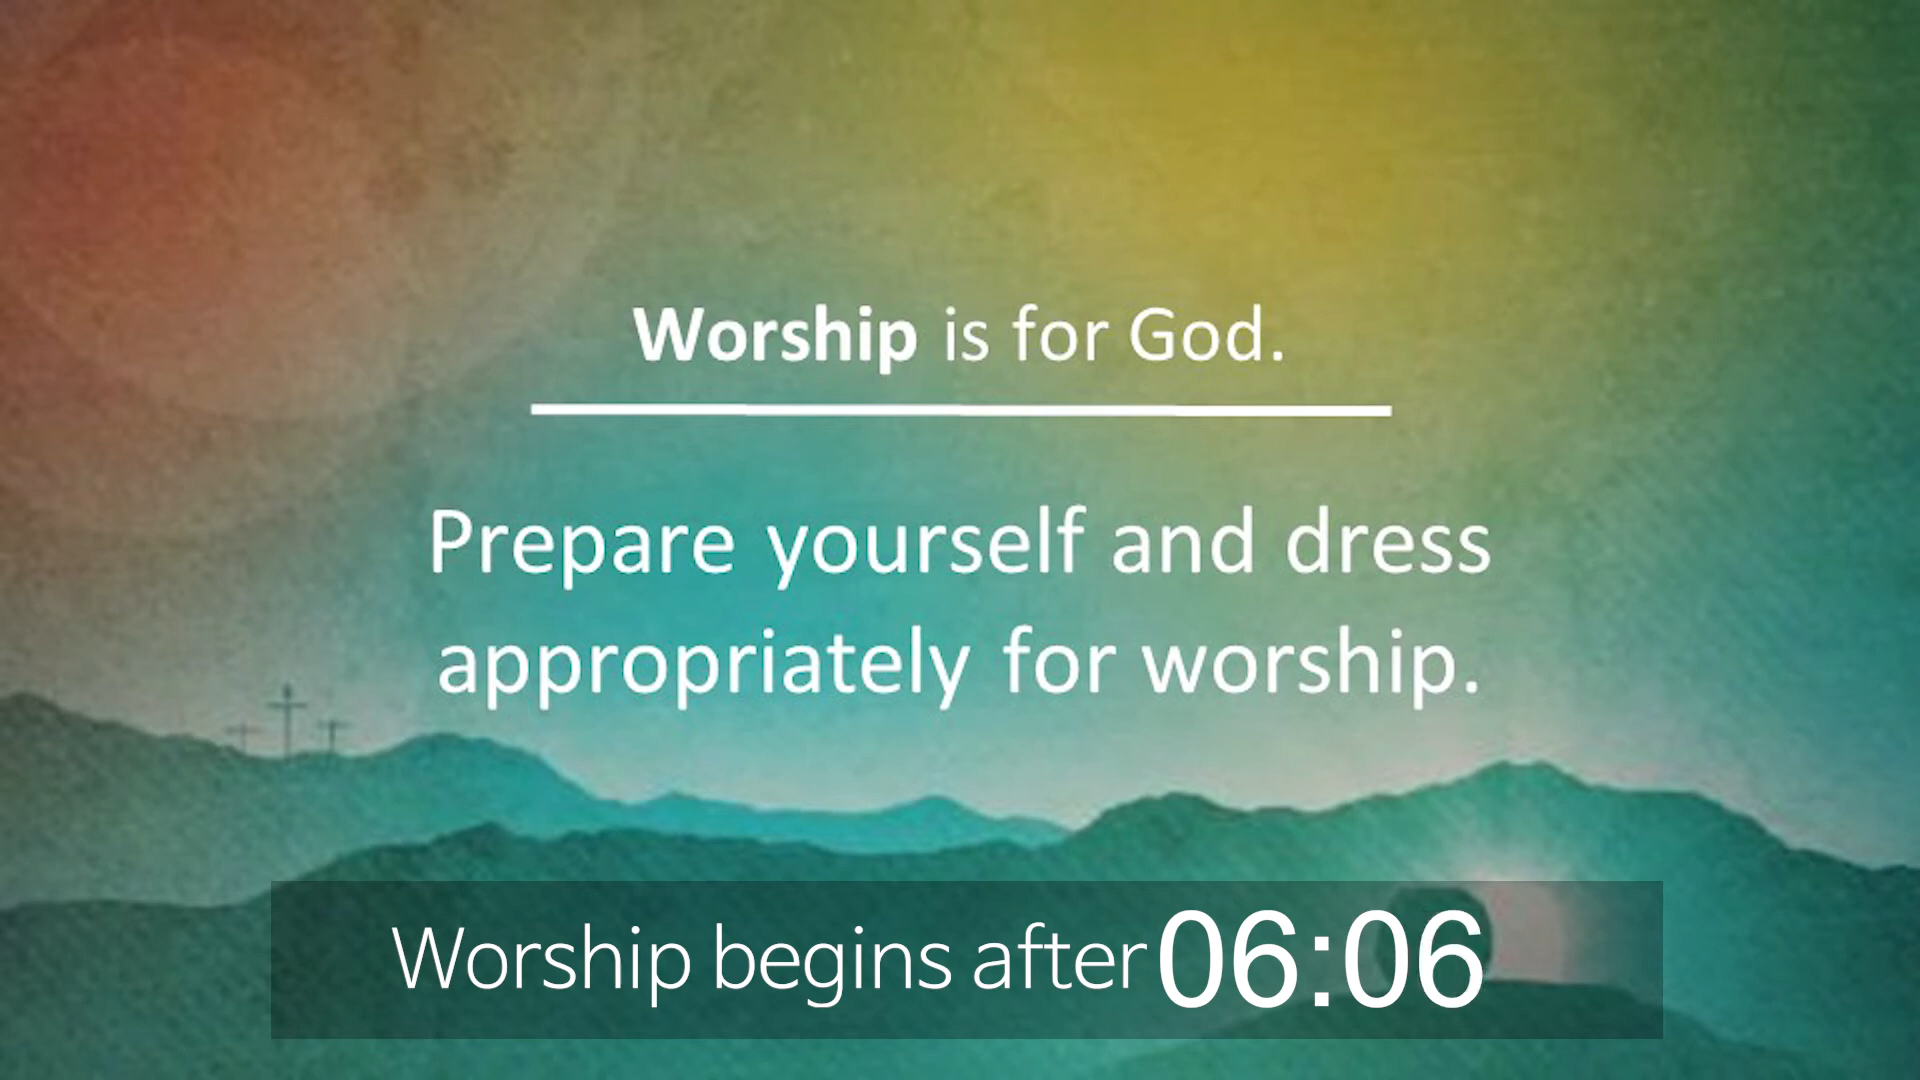 Worship is for God.
Prepare yourself and dress
appropriately for worship.
Worship begins after 06:06